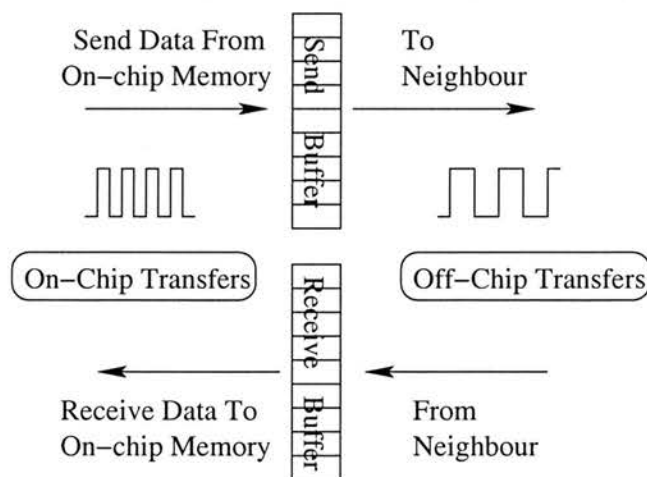 Send Data From
On−chip Memory
Send Buffer
To
Neighbour
On−Chip Transfers
Off−Chip Transfers
Receive Buffer
Receive Data To
On−chip Memory
From
Neighbour